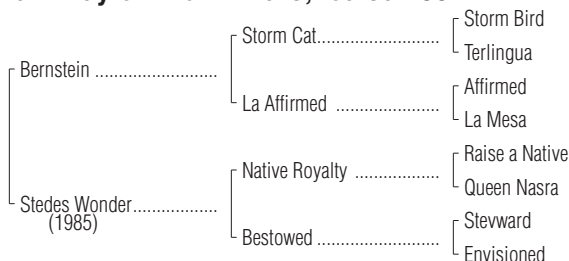 Storm Bird
Storm Cat
Terlingua
Bernstein
Affirmed
La Affirmed
La Mesa
Raise a Native
Native Royalty
Queen Nasra
Stedes Wonder
(1985)
Stevward
Bestowed
Envisioned